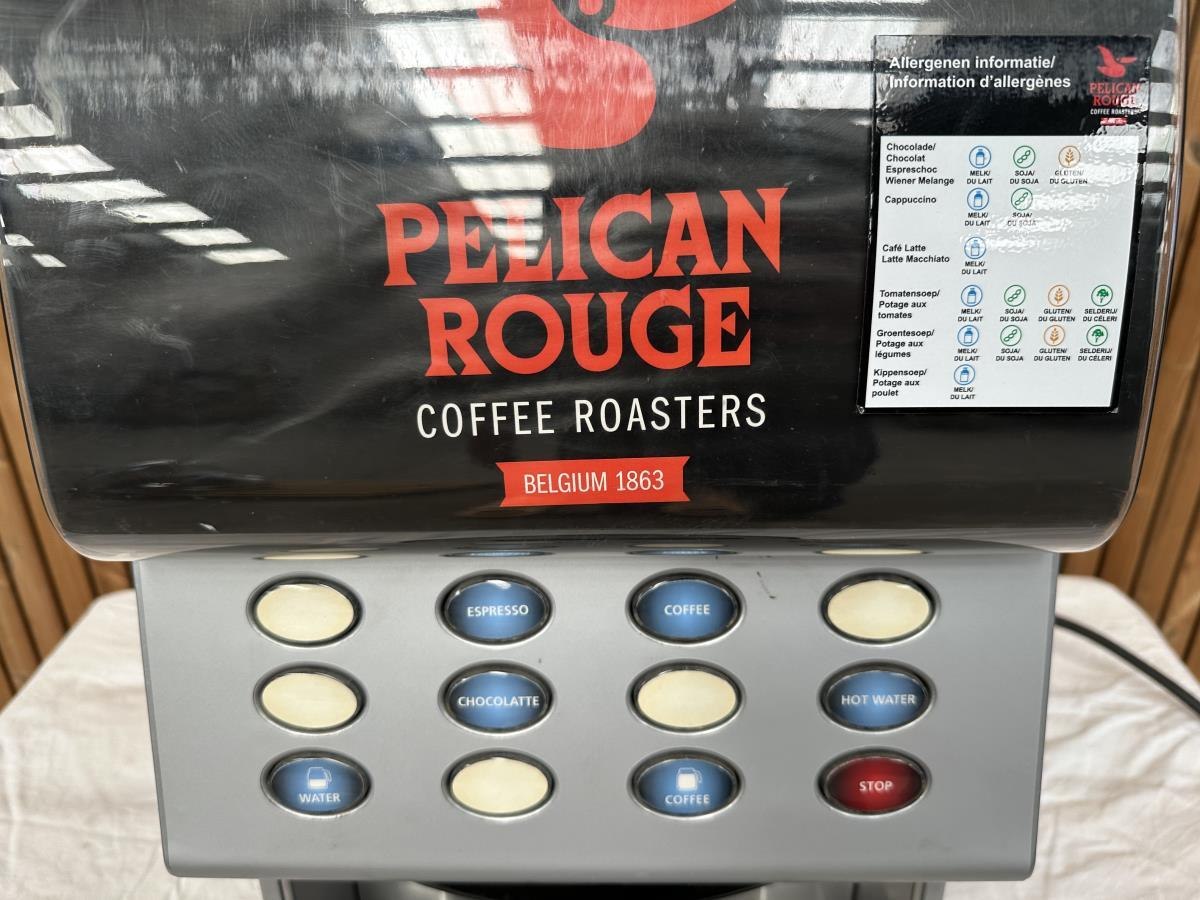 PELICAN
ROUGE
COFFEE ROASTERS
BELGIUM 1863
Allergenen informatie/
Information d'allergènes
PELICAN
ROUGE
COFFEE ROASTERS
Chocolade/
Chocolat
Espreschoc
Wiener Melange
MELK/ DU LAIT
SOJA/ DU SOJA
GLUTEN/ DU GLUTEN
Cappuccino
MELK/ DU LAIT
SOJA/ DU SOJA
Café Latte
Latte Macchiato
MELK/ DU LAIT
Tomatensoep/
Potage aux
tomates
MELK/ DU LAIT
SOJA/ DU SOJA
GLUTEN/ DU GLUTEN
SELDERIJ/ DU CÉLERI
Groentesoep/
Potage aux
légumes
MELK/ DU LAIT
SOJA/ DU SOJA
GLUTEN/ DU GLUTEN
SELDERIJ/ DU CÉLERI
Kippensoep/
Potage aux
poulet
MELK/ DU LAIT
ESPRESSO
COFFEE
CHOCOLATTE
HOT WATER
WATER
COFFEE
STOP